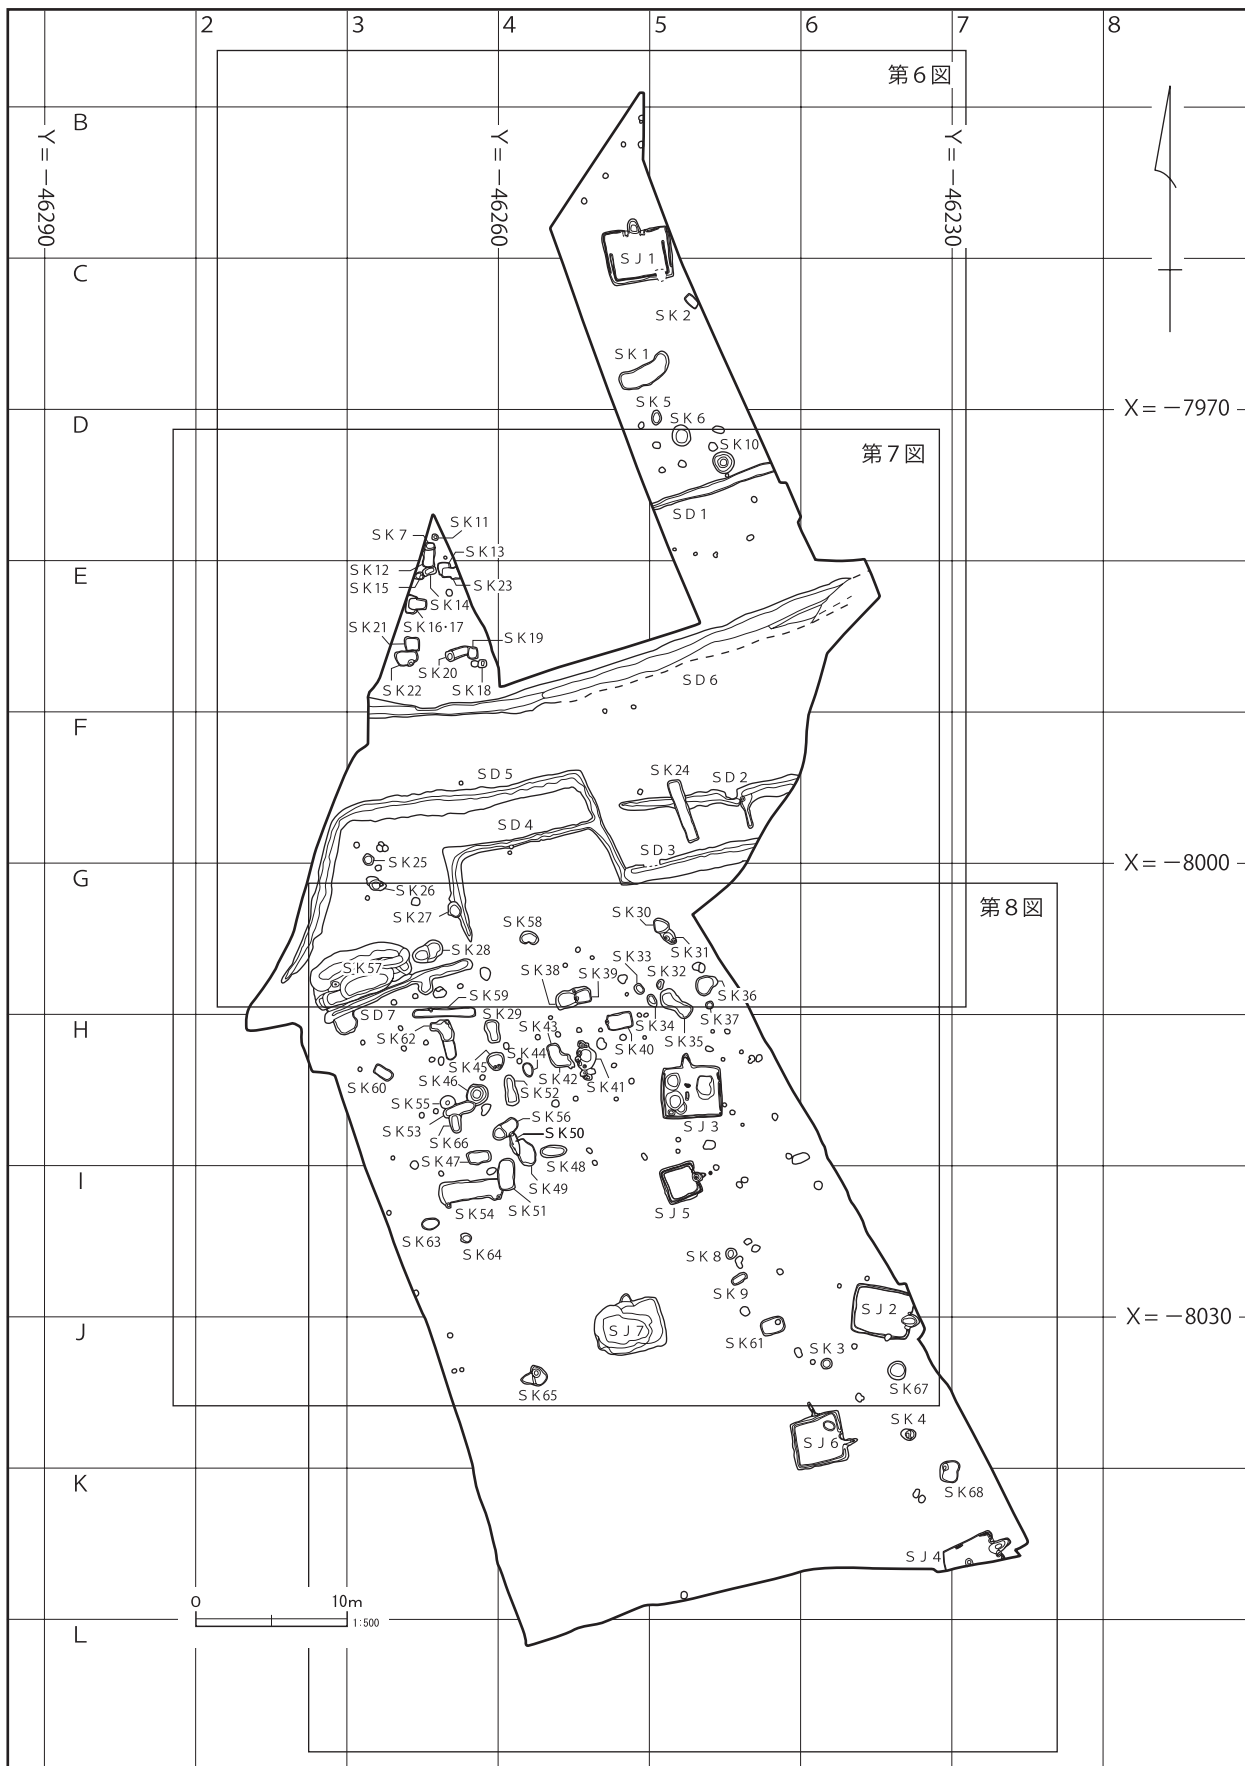 2 3 4 5 6 7 8
第6図
B
Y=−46290
Y=−46260
Y=−46230
SJ1
C
SK2
SK1
X=−7970
SK5
D
SK6
SK10
第7図
SD1
SK11
SK7
SK13
SK12
E
SK15
SK23
SK14
SK16・17
SK21
SK19
SK20
SK22
SK18
SD6
F
SK24
SD5
SD2
SD4
SD3
SK25
X=−8000
G
SK26
第8図
SK27
SK58
SK30
SK28
SK31
SK33
SK57
SK38
SK39
SK32
SK36
SK59
SD7
SK29
SK34
SK37
H
SK43
SK62
SK40
SK35
SK44
SK45
SK42
SK41
SK60
SK46
SK52
SK55
SK56
SJ3
SK53
SK50
SK66
SK47
SK48
I
SK49
SK54
SK51
SJ5
SK63
SK64
SK8
SK9
SJ2
X=−8030
J
SJ7
SK61
SK3
SK65
SK67
SK4
SJ6
K
SK68
SJ4
0 10m
1:500
L